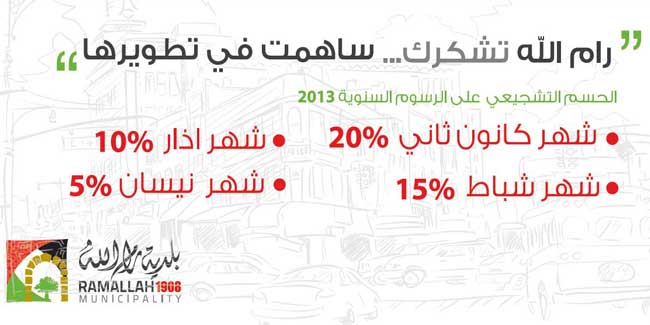 ”رام الله تشكرك... ساهمت في تطويرها“
الحسم التشجيعي على الرسوم السنوية 2013
• شهر كانون ثاني 20%
• شهر اذار 10%
• شهر شباط 15%
• شهر نيسان 5%
بلدية رام الله
RAMALLAH 1908
MUNICIPALITY